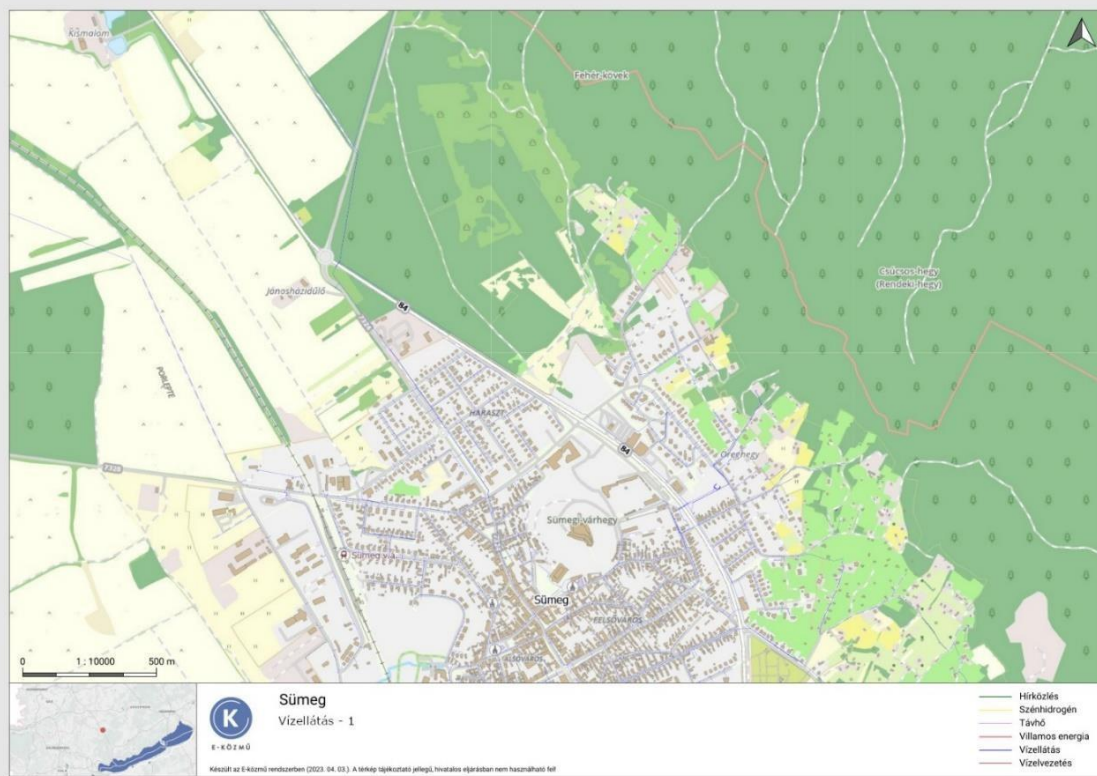 Kismalom
Fehér-kövek
Csúcsos-hegy
(Rendeki-hegy)
Jánosházidűlő
84
PÖRLEPTE
HARASZT
84
Öreghegy
7328
Sümegi várhegy
Sümeg v.á.
Sümeg
FELSŐVÁROS
0 1 : 10000 500 m
Sümeg
Vízellátás - 1
K
E-KÖZMŰ
Készült az E-közmű rendszerben (2023. 04. 03.). A térkép tájékoztató jellegű, hivatalos eljárásban nem használható fel!
Hírközlés
Szénhidrogén
Távhő
Villamos energia
Vízellátás
Vízelvezetés